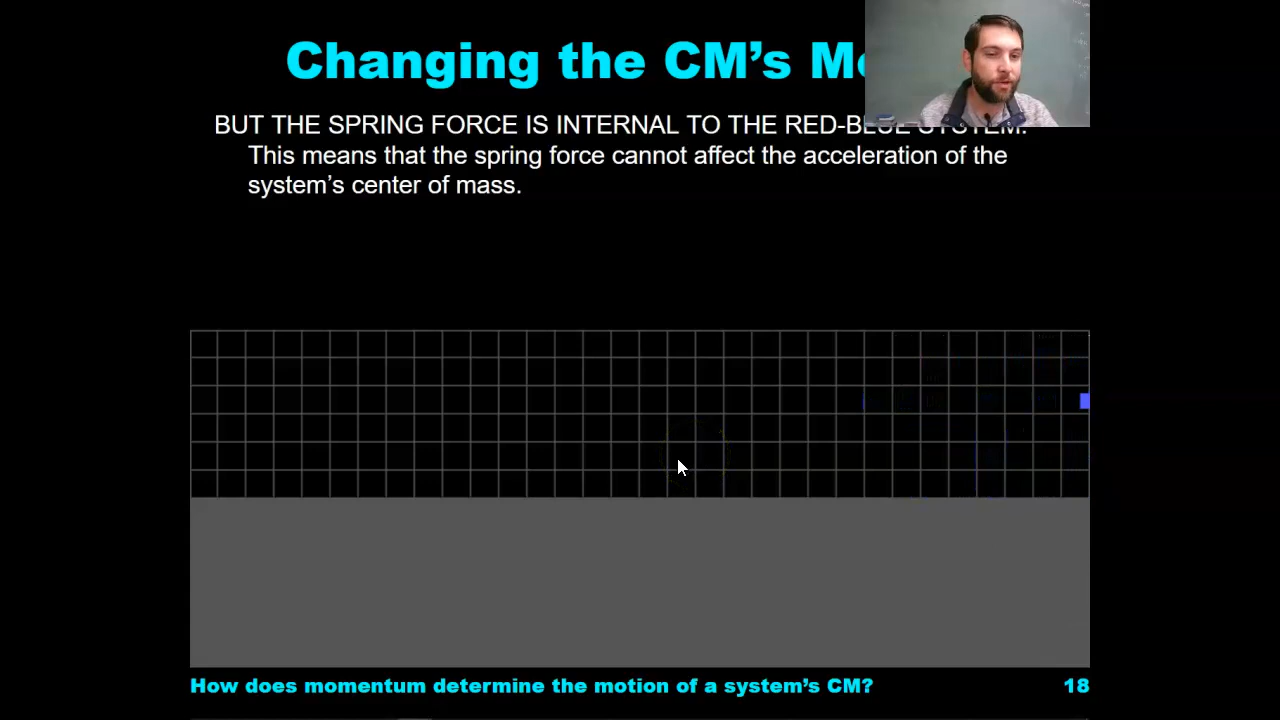 Changing the CM's
BUT THE SPRING FORCE IS INTERNAL TO THE RED-BLUE SYSTEM.
This means that the spring force cannot affect the acceleration of the
system's center of mass.
How does momentum determine the motion of a system's CM?
18